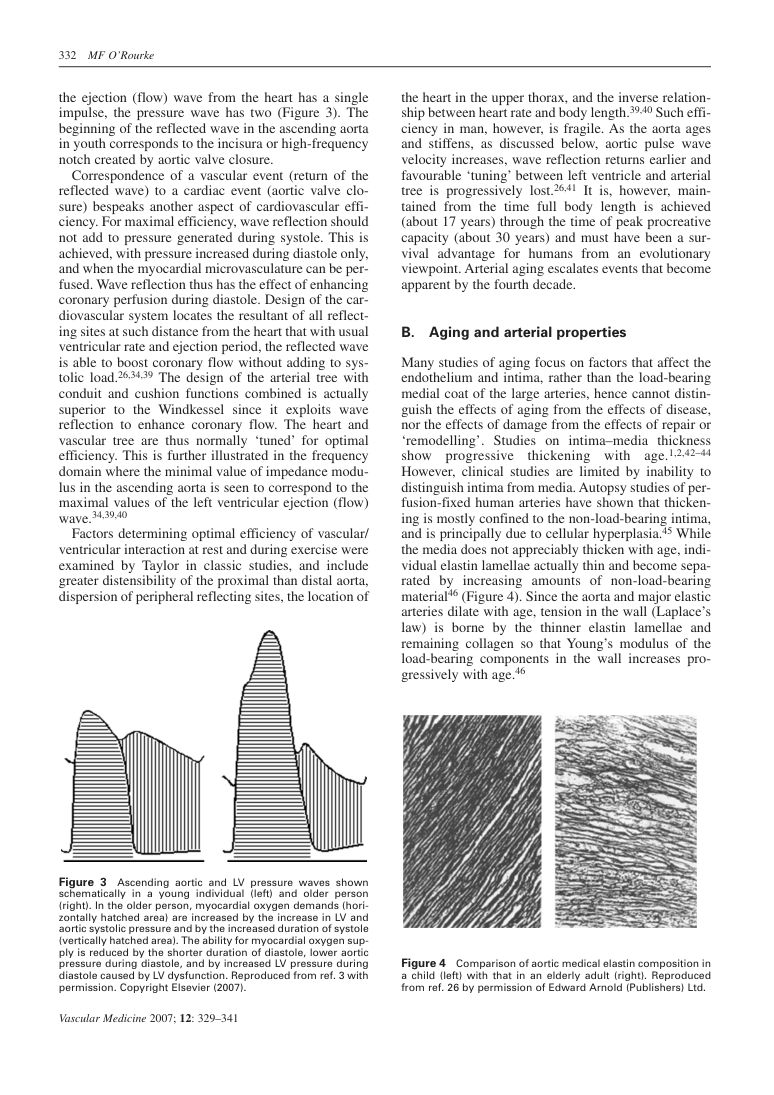 332 MF O'Rourke
the ejection (flow) wave from the heart has a single
impulse, the pressure wave has two (Figure 3). The
beginning of the reflected wave in the ascending aorta
in youth corresponds to the incisura or high-frequency
notch created by aortic valve closure.
Correspondence of a vascular event (return of the
reflected wave) to a cardiac event (aortic valve clo-
sure) bespeaks another aspect of cardiovascular effi-
ciency. For maximal efficiency, wave reflection should
not add to pressure generated during systole. This is
achieved, with pressure increased during diastole only,
and when the myocardial microvasculature can be per-
fused. Wave reflection thus has the effect of enhancing
coronary perfusion during diastole. Design of the car-
diovascular system locates the resultant of all reflect-
ing sites at such distance from the heart that with usual
ventricular rate and ejection period, the reflected wave
is able to boost coronary flow without adding to sys-
tolic load.26,34,39 The design of the arterial tree with
conduit and cushion functions combined is actually
superior to the Windkessel since it exploits wave
reflection to enhance coronary flow. The heart and
vascular tree are thus normally 'tuned' for optimal
efficiency. This is further illustrated in the frequency
domain where the minimal value of impedance modu-
lus in the ascending aorta is seen to correspond to the
maximal values of the left ventricular ejection (flow)
wave.34,39,40
Factors determining optimal efficiency of vascular/
ventricular interaction at rest and during exercise were
examined by Taylor in classic studies, and include
greater distensibility of the proximal than distal aorta,
dispersion of peripheral reflecting sites, the location of
Figure 3 Ascending aortic and LV pressure waves shown
schematically in a young individual (left) and older person
(right). In the older person, myocardial oxygen demands (hori-
zontally hatched area) are increased by the increase in LV and
aortic systolic pressure and by the increased duration of systole
(vertically hatched area). The ability for myocardial oxygen sup-
ply is reduced by the shorter duration of diastole, lower aortic
pressure during diastole, and by increased LV pressure during
diastole caused by LV dysfunction. Reproduced from ref. 3 with
permission. Copyright Elsevier (2007).
the heart in the upper thorax, and the inverse relation-
ship between heart rate and body length.39,40 Such effi-
ciency in man, however, is fragile. As the aorta ages
and stiffens, as discussed below, aortic pulse wave
velocity increases, wave reflection returns earlier and
favourable 'tuning' between left ventricle and arterial
tree is progressively lost.26,41 It is, however, main-
tained from the time full body length is achieved
(about 17 years) through the time of peak procreative
capacity (about 30 years) and must have been a sur-
vival advantage for humans from an evolutionary
viewpoint. Arterial aging escalates events that become
apparent by the fourth decade.
B. Aging and arterial properties
Many studies of aging focus on factors that affect the
endothelium and intima, rather than the load-bearing
medial coat of the large arteries, hence cannot distin-
guish the effects of aging from the effects of disease,
nor the effects of damage from the effects of repair or
'remodelling'. Studies on intima–media thickness
show progressive thickening with age.1,2,42–44
However, clinical studies are limited by inability to
distinguish intima from media. Autopsy studies of per-
fusion-fixed human arteries have shown that thicken-
ing is mostly confined to the non-load-bearing intima,
and is principally due to cellular hyperplasia.45 While
the media does not appreciably thicken with age, indi-
vidual elastin lamellae actually thin and become sepa-
rated by increasing amounts of non-load-bearing
material46 (Figure 4). Since the aorta and major elastic
arteries dilate with age, tension in the wall (Laplace's
law) is borne by the thinner elastin lamellae and
remaining collagen so that Young's modulus of the
load-bearing components in the wall increases pro-
gressively with age.46
Figure 4 Comparison of aortic medical elastin composition in
a child (left) with that in an elderly adult (right). Reproduced
from ref. 26 by permission of Edward Arnold (Publishers) Ltd.
Vascular Medicine 2007; 12: 329–341